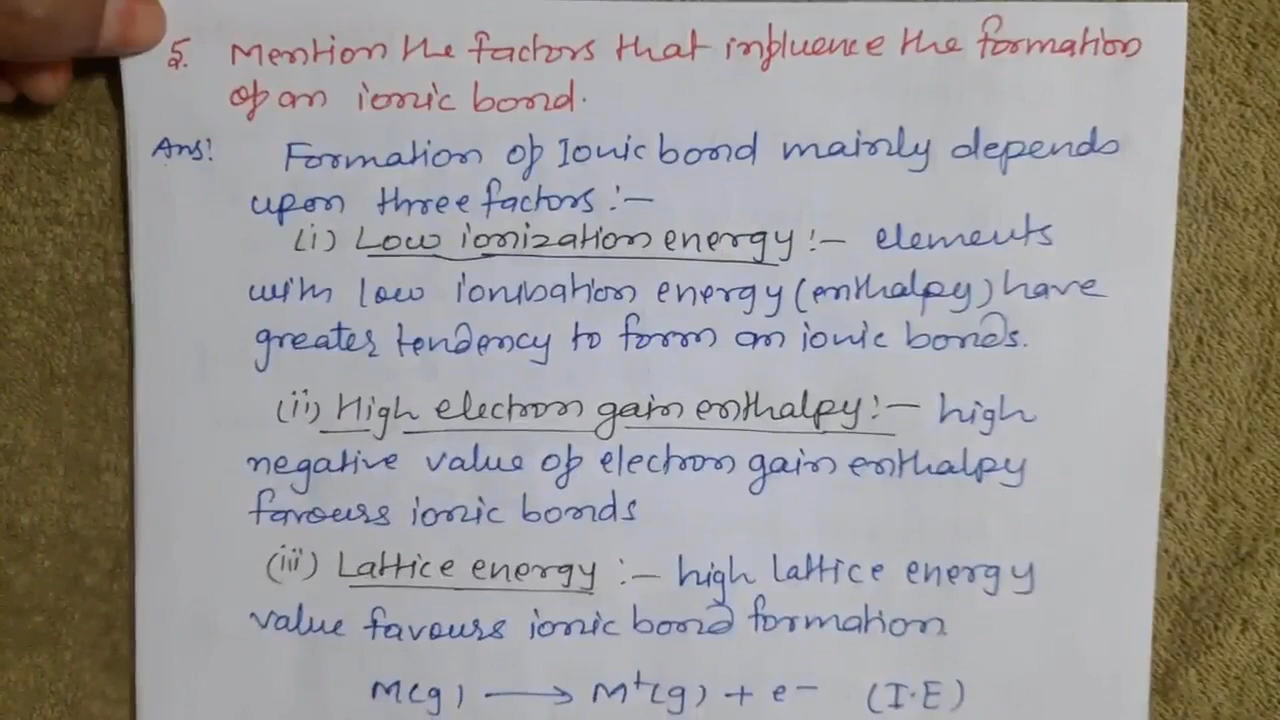 5. Mention the factors that influence the formation
of an ionic bond.
Ans: Formation of Ionic bond mainly depends
upon three factors :-
(i) Low ionization energy :- elements
with low ionisation energy (enthalpy) have
greater tendency to form an ionic bonds.
(ii) High electron gain enthalpy :- high
negative value of electron gain enthalpy
favours ionic bonds
(iii) Lattice energy :- high lattice energy
value favours ionic bond formation
M(g) ⟶ M⁺(g) + e⁻ (I.E)